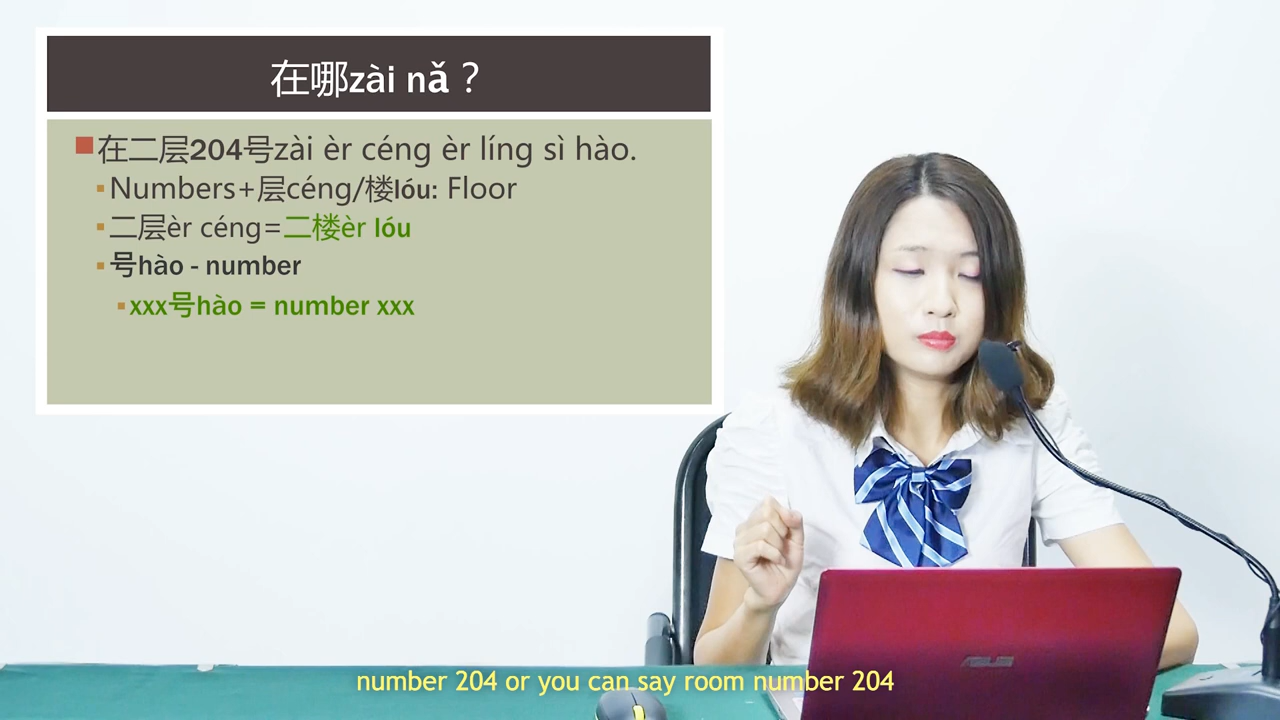 在哪zài nǎ？
在二层204号zài èr céng èr líng sì hào.
Numbers+层céng/楼lóu: Floor
二层èr céng=二楼èr lóu
号hào - number
xxx号hào = number xxx
ASUS
number 204 or you can say room number 204